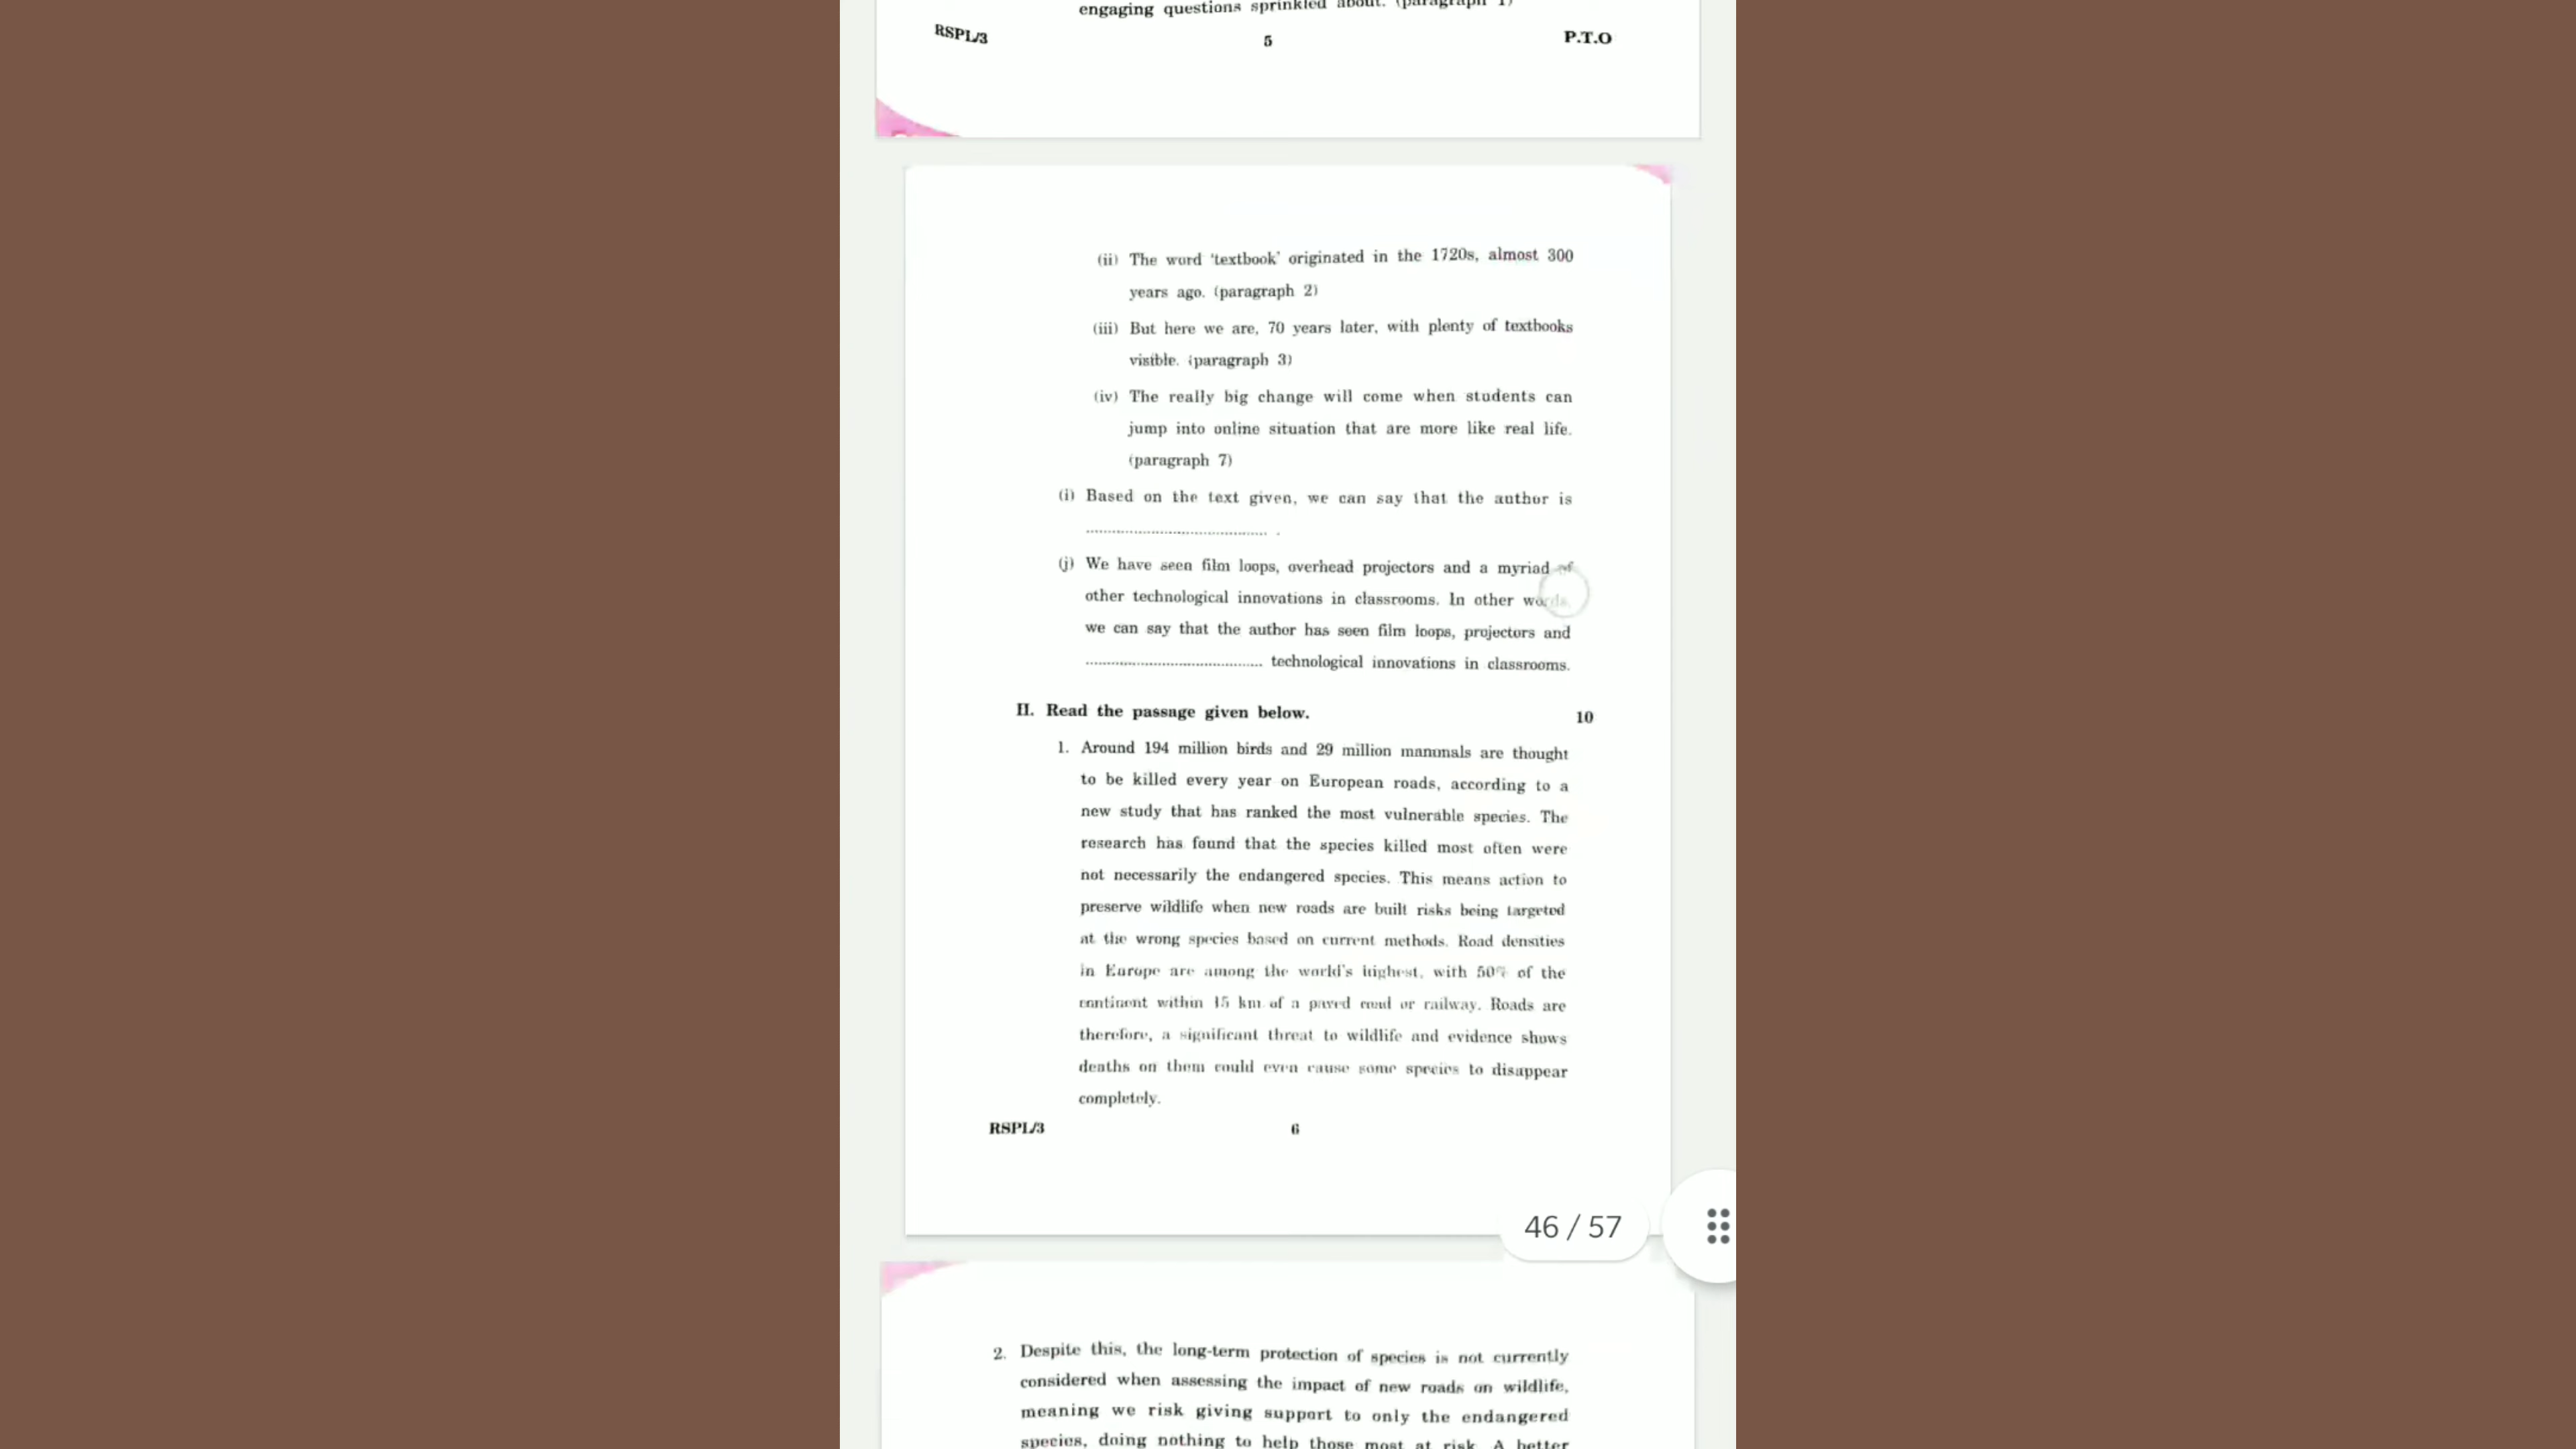 engaging questions sprinkled about. (paragraph 1)
RSPL/3 5 P.T.O
(ii) The word 'textbook' originated in the 1720s, almost 300
years ago. (paragraph 2)
(iii) But here we are, 70 years later, with plenty of textbooks
visible. (paragraph 3)
(iv) The really big change will come when students can
jump into online situation that are more like real life.
(paragraph 7)
(i) Based on the text given, we can say that the author is
.................................................. .
(j) We have seen film loops, overhead projectors and a myriad of
other technological innovations in classrooms. In other words,
we can say that the author has seen film loops, projectors and
.................................................. technological innovations in classrooms.
II. Read the passage given below. 10
1. Around 194 million birds and 29 million mammals are thought
to be killed every year on European roads, according to a
new study that has ranked the most vulnerable species. The
research has found that the species killed most often were
not necessarily the endangered species. This means action to
preserve wildlife when new roads are built risks being targeted
at the wrong species based on current methods. Road densities
in Europe are among the world's highest, with 50% of the
continent within 15 km of a paved road or railway. Roads are
therefore, a significant threat to wildlife and evidence shows
deaths on them could even cause some species to disappear
completely.
RSPL/3 6
46 / 57
2. Despite this, the long-term protection of species is not currently
considered when assessing the impact of new roads on wildlife,
meaning we risk giving support to only the endangered
species, doing nothing to help those most at risk. A better